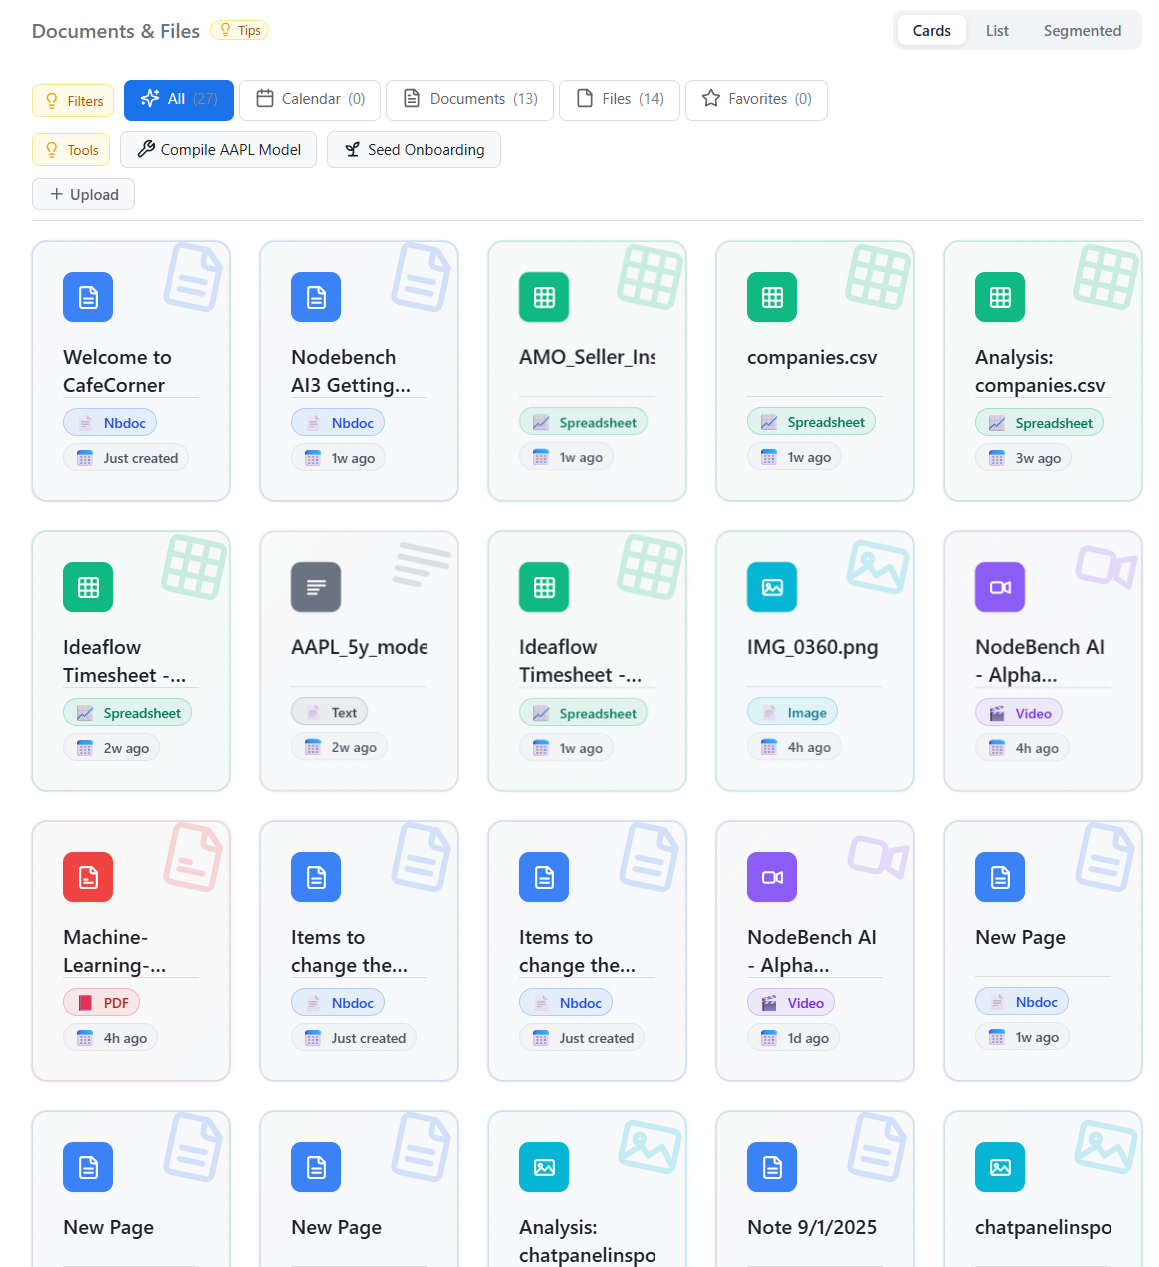 Documents & Files
Tips
Cards
List
Segmented
Filters
All (27)
Calendar (0)
Documents (13)
Files (14)
Favorites (0)
Tools
Compile AAPL Model
Seed Onboarding
+ Upload
Welcome to
CafeCorner
Nbdoc
Just created
Nodebench
AI3 Getting...
Nbdoc
1w ago
AMO_Seller_Ins
Spreadsheet
1w ago
companies.csv
Spreadsheet
1w ago
Analysis:
companies.csv
Spreadsheet
3w ago
Ideaflow
Timesheet -...
Spreadsheet
2w ago
AAPL_5y_mode
Text
2w ago
Ideaflow
Timesheet -...
Spreadsheet
1w ago
IMG_0360.png
Image
4h ago
NodeBench AI
- Alpha...
Video
4h ago
Machine-
Learning-...
PDF
4h ago
Items to
change the...
Nbdoc
Just created
Items to
change the...
Nbdoc
Just created
NodeBench AI
- Alpha...
Video
1d ago
New Page
Nbdoc
1w ago
New Page
New Page
Analysis:
chatpanelinspo
Note 9/1/2025
chatpanelinspo